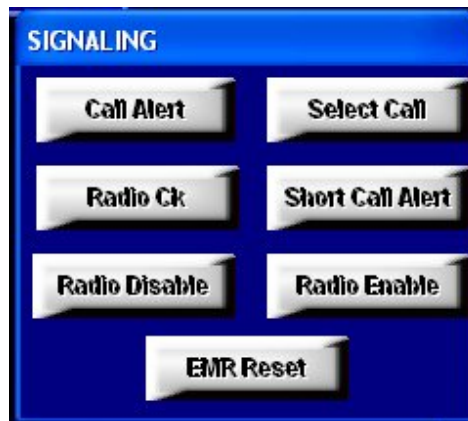 SIGNALING
Call Alert
Select Call
Radio Ck
Short Call Alert
Radio Disable
Radio Enable
EMR Reset